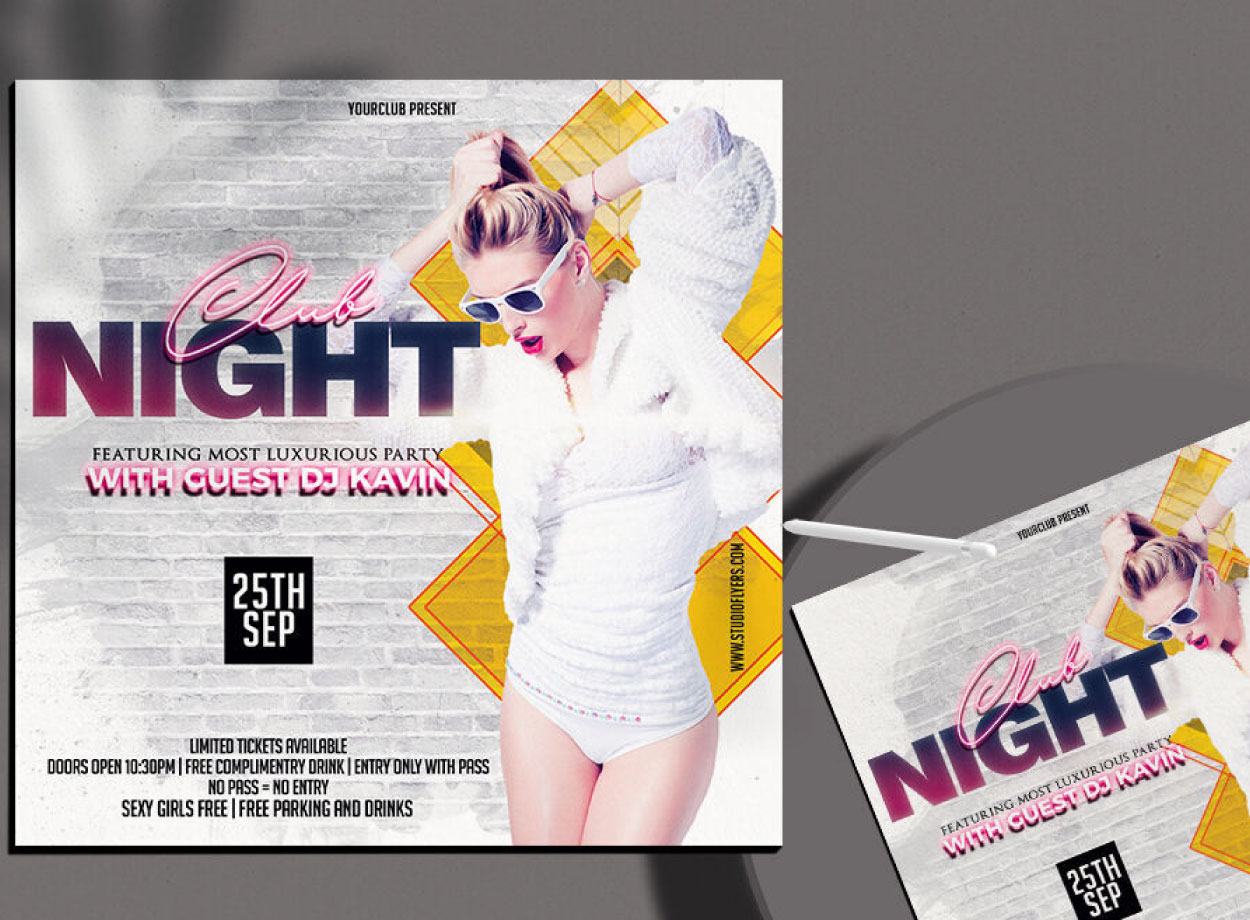 YOURCLUB PRESENT
Club
NIGHT
FEATURING MOST LUXURIOUS PARTY
WITH GUEST DJ KAVIN
25TH
SEP
WWW.STUDIOFLYERS.COM
LIMITED TICKETS AVAILABLE
DOORS OPEN 10:30PM | FREE COMPLIMENTRY DRINK | ENTRY ONLY WITH PASS
NO PASS = NO ENTRY
SEXY GIRLS FREE | FREE PARKING AND DRINKS
YOURCLUB PRESENT
Club
NIGHT
FEATURING MOST LUXURIOUS PARTY
WITH GUEST DJ KAVIN
25TH
SEP